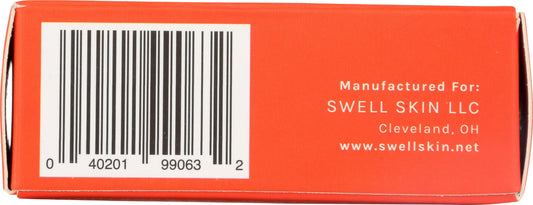 0 40201 99063 2
Manufactured For:
SWELL SKIN LLC
Cleveland, OH
www.swellskin.net